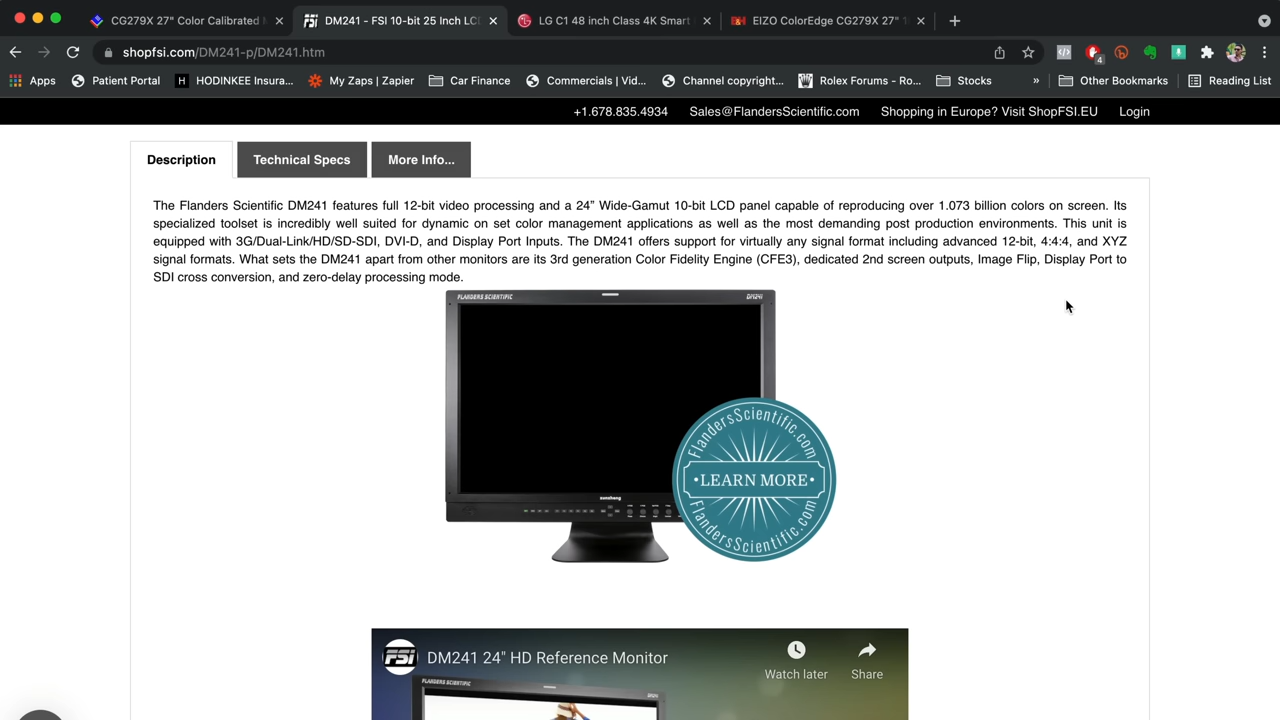 CG279X 27" Color Calibrated
DM241 - FSI 10-bit 25 Inch LC
LG C1 48 inch Class 4K Smart
EIZO ColorEdge CG279X 27"
shopfsi.com/DM241-p/DM241.htm
4
Apps
Patient Portal
H
HODINKEE Insura...
My Zaps | Zapier
Car Finance
Commercials | Vid...
Channel copyright...
Rolex Forums - Ro...
Stocks
»
Other Bookmarks
Reading List
+1.678.835.4934
Sales@FlandersScientific.com
Shopping in Europe? Visit ShopFSI.EU
Login
Description
Technical Specs
More Info...
The Flanders Scientific DM241 features full 12-bit video processing and a 24” Wide-Gamut 10-bit LCD panel capable of reproducing over 1.073 billion colors on screen. Its
specialized toolset is incredibly well suited for dynamic on set color management applications as well as the most demanding post production environments. This unit is
equipped with 3G/Dual-Link/HD/SD-SDI, DVI-D, and Display Port Inputs. The DM241 offers support for virtually any signal format including advanced 12-bit, 4:4:4, and XYZ
signal formats. What sets the DM241 apart from other monitors are its 3rd generation Color Fidelity Engine (CFE3), dedicated 2nd screen outputs, Image Flip, Display Port to
SDI cross conversion, and zero-delay processing mode.
FLANDERS SCIENTIFIC
DM241
FlandersScientific.com
•LEARN MORE•
FlandersScientific.com
FSI
DM241 24" HD Reference Monitor
Watch later
Share
FLANDERS SCIENTIFIC
DM241